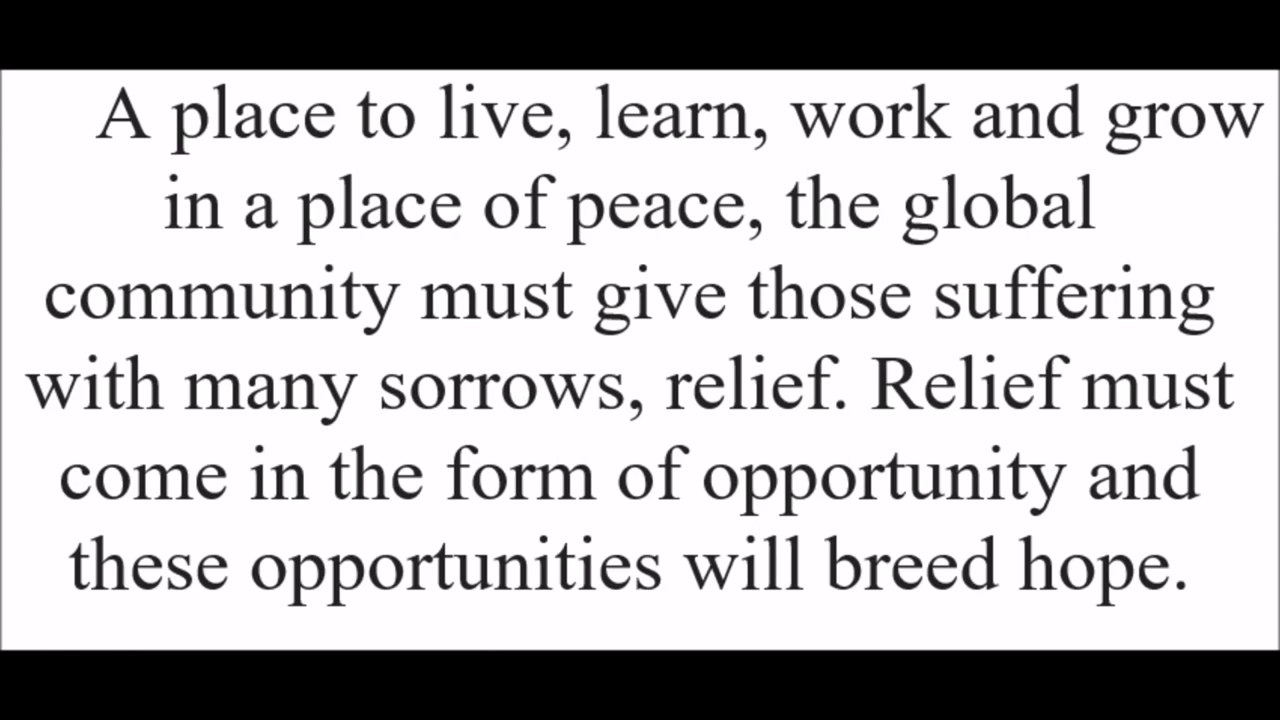 A place to live, learn, work and grow
in a place of peace, the global
community must give those suffering
with many sorrows, relief. Relief must
come in the form of opportunity and
these opportunities will breed hope.